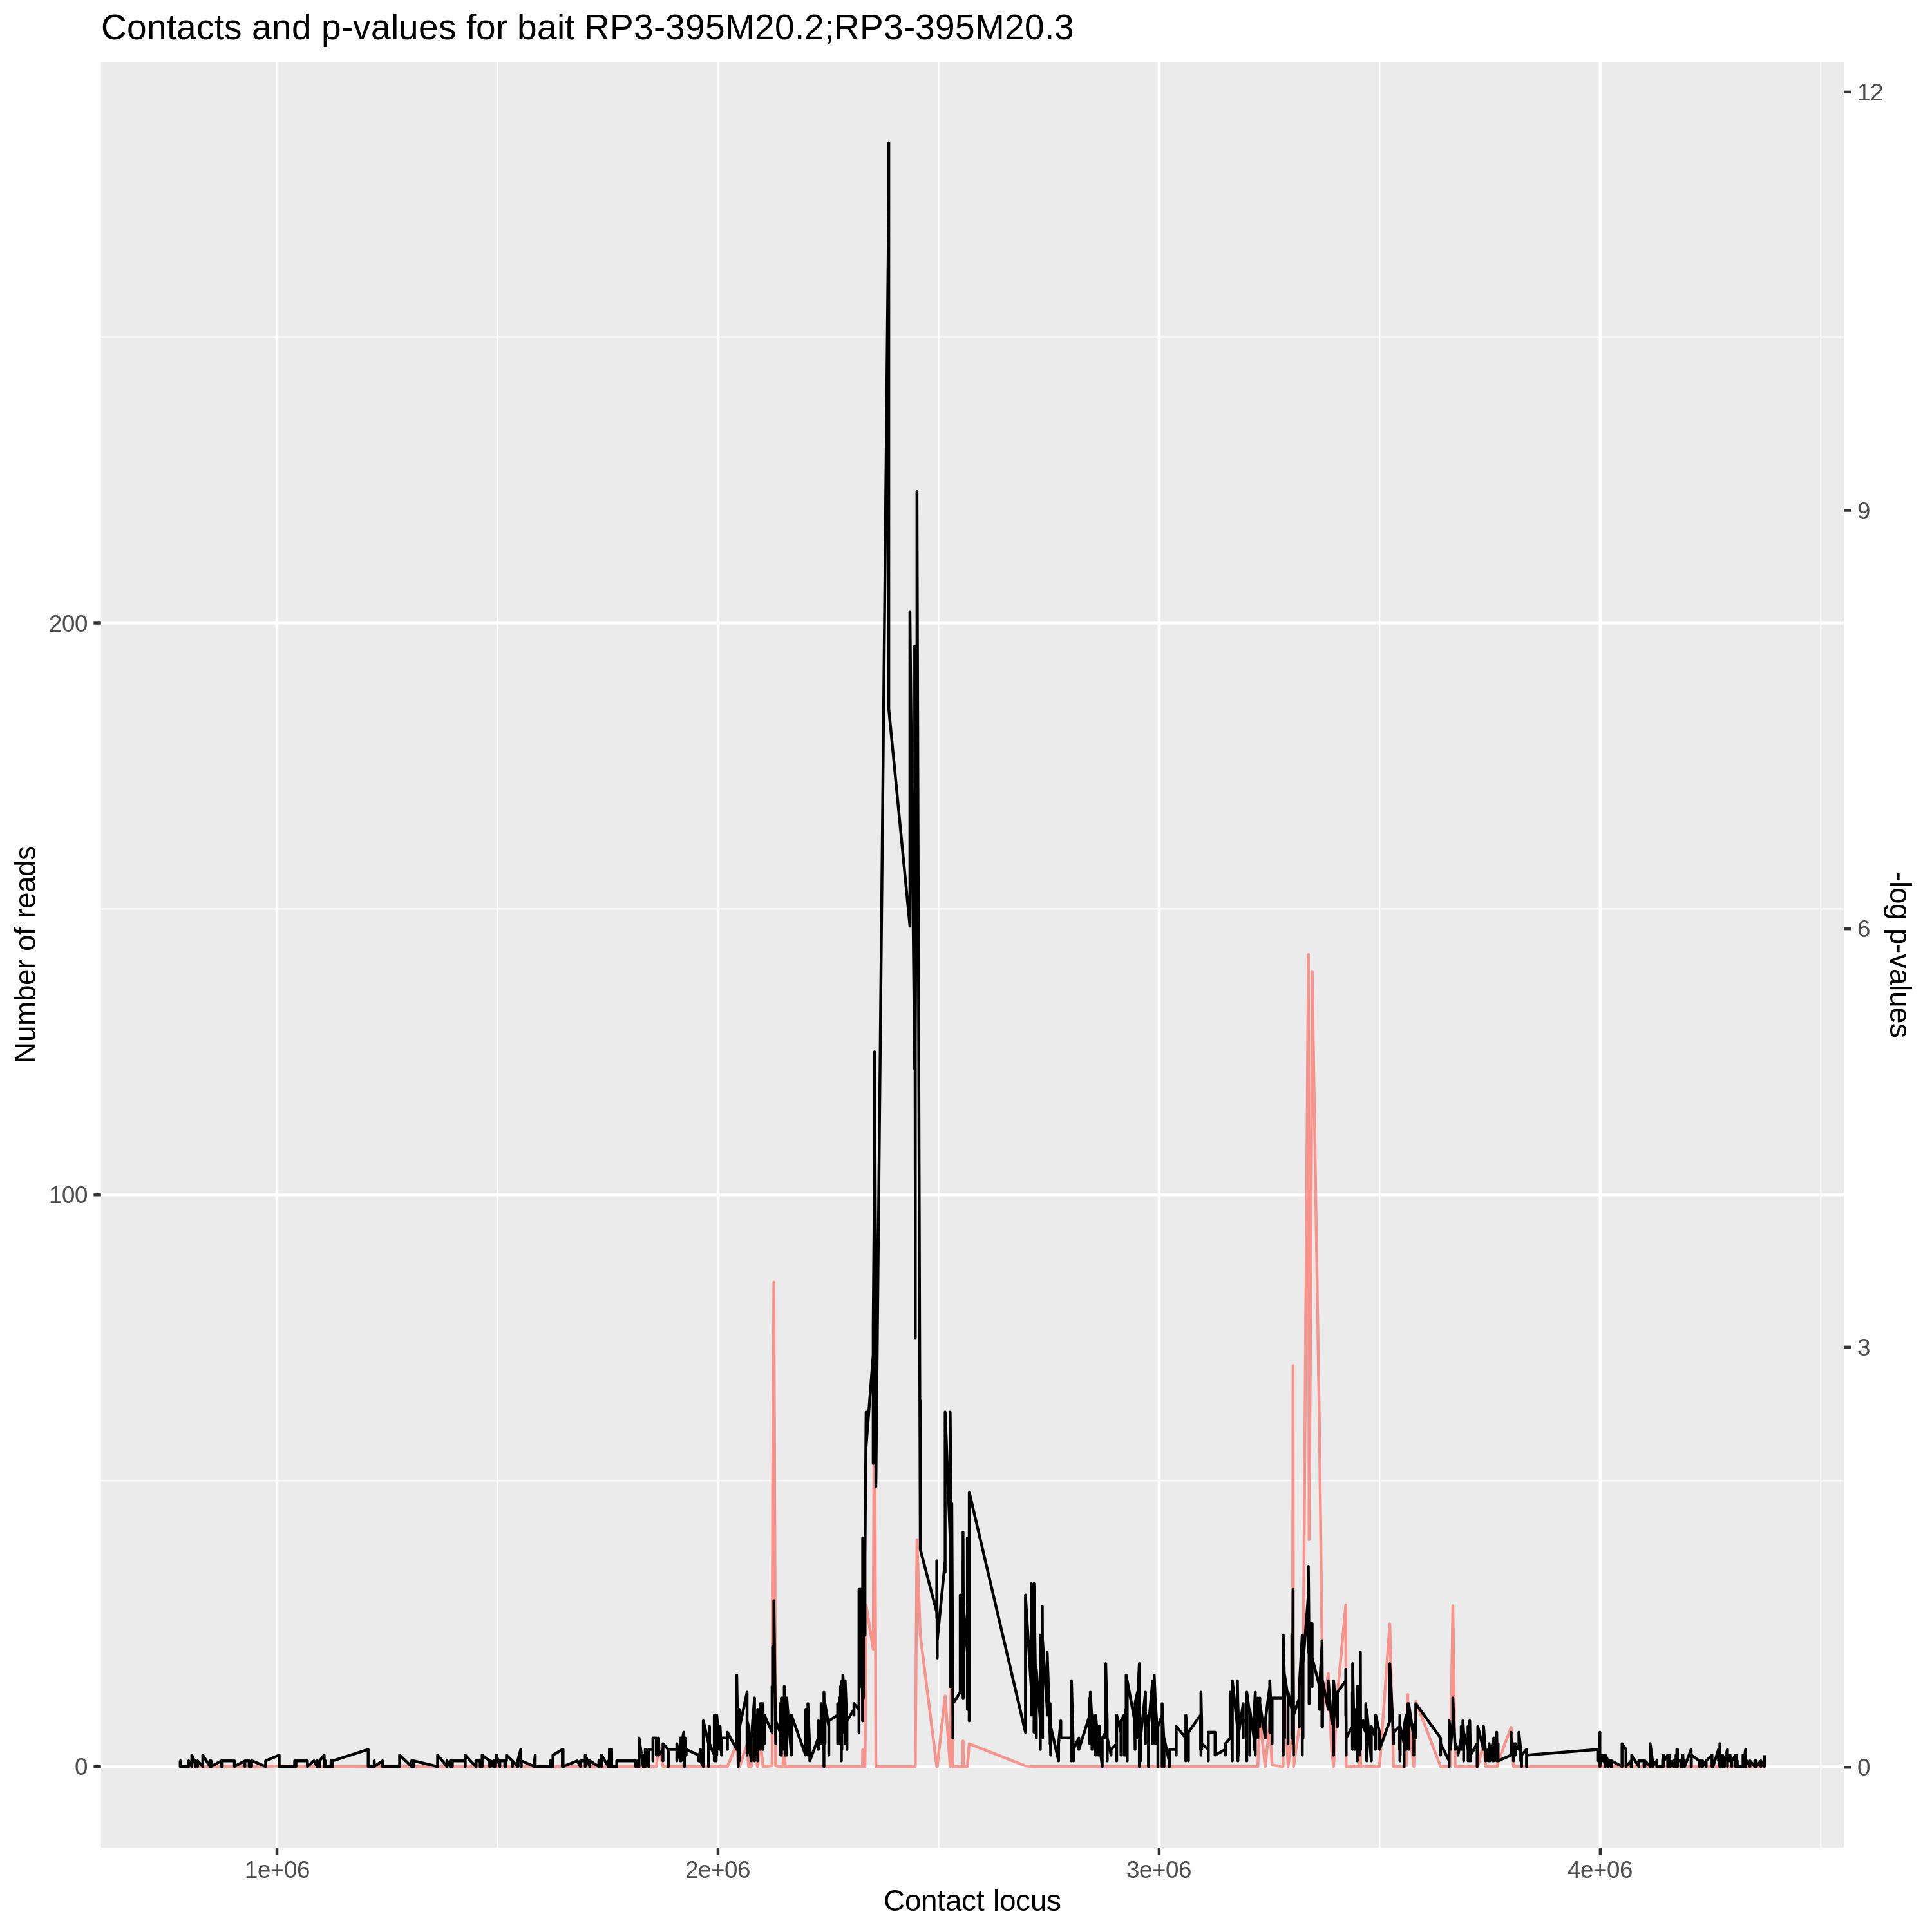 Contacts and p-values for bait RP3-395M20.2;RP3-395M20.3
Number of reads
200
100
0
12
9
6
3
0
-log p-values
1e+06
2e+06
3e+06
4e+06
Contact locus